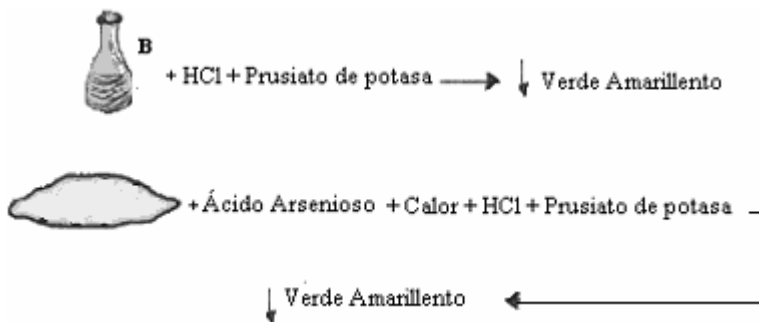 B
+ HCl + Prusiato de potasa ⟶ ↓ Verde Amarillento
+ Ácido Arsenioso + Calor + HCl + Prusiato de potasa
↓ Verde Amarillento ⟵